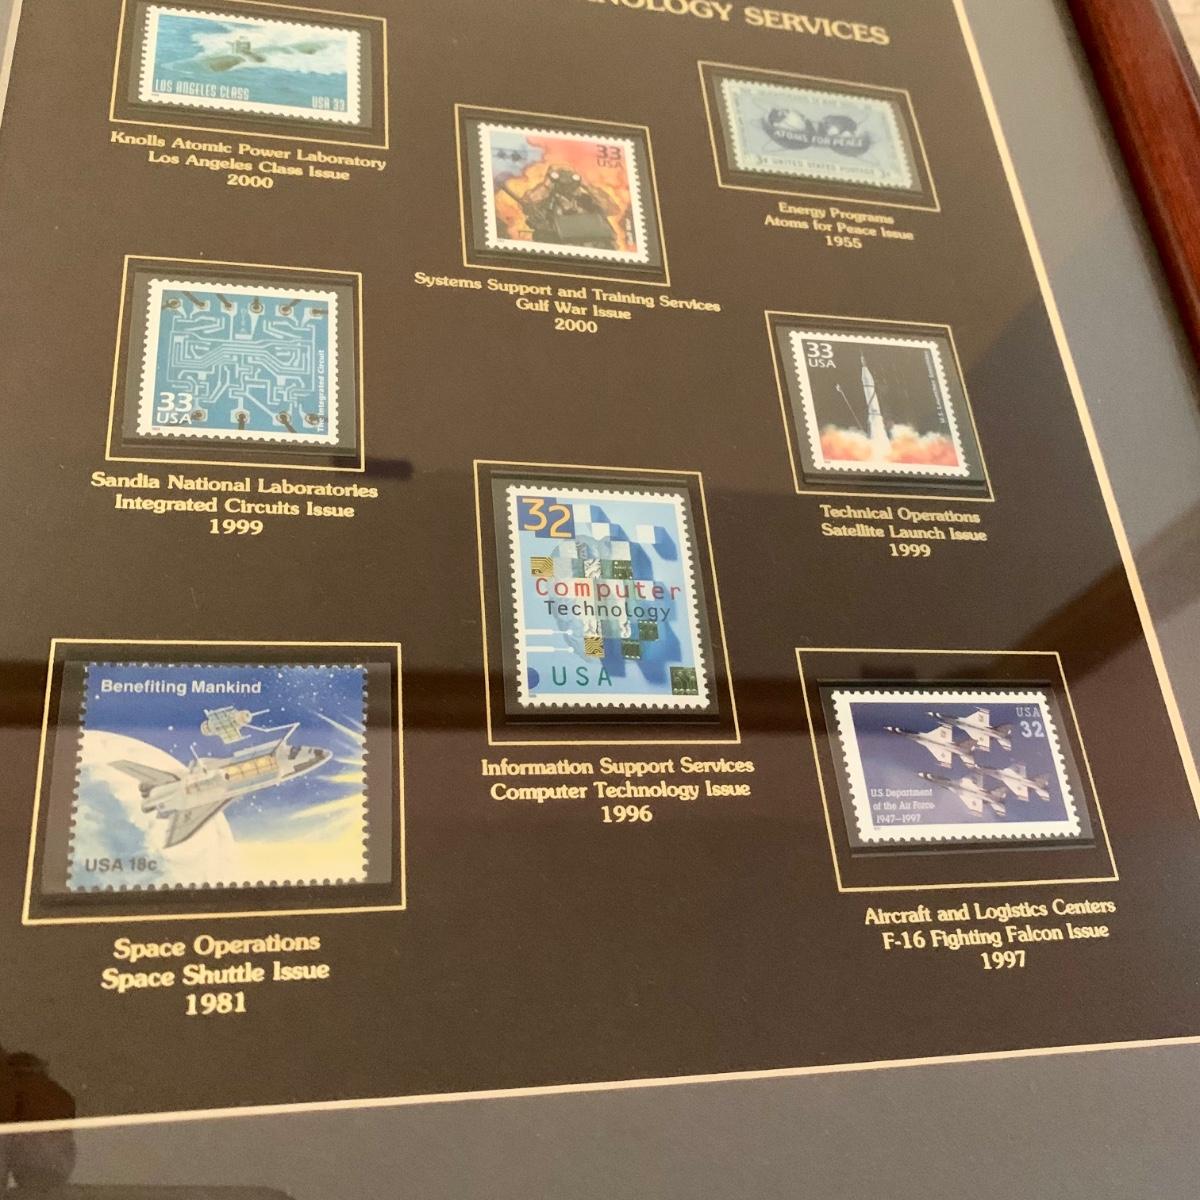 NOLOGY SERVICES
LOS ANGELES CLASS
USA 33
Knolls Atomic Power Laboratory
Los Angeles Class Issue
2000
33
USA
Systems Support and Training Services
Gulf War Issue
2000
ATOMS FOR PEACE
3¢ UNITED STATES POSTAGE 3¢
Energy Programs
Atoms for Peace Issue
1955
33
USA
The Integrated Circuit
Sandia National Laboratories
Integrated Circuits Issue
1999
33
USA
Technical Operations
Satellite Launch Issue
1999
32
Computer
Technology
USA
Information Support Services
Computer Technology Issue
1996
Benefiting Mankind
USA 18c
Space Operations
Space Shuttle Issue
1981
USA
32
U.S. Department
of the Air Force
1947–1997
Aircraft and Logistics Centers
F-16 Fighting Falcon Issue
1997